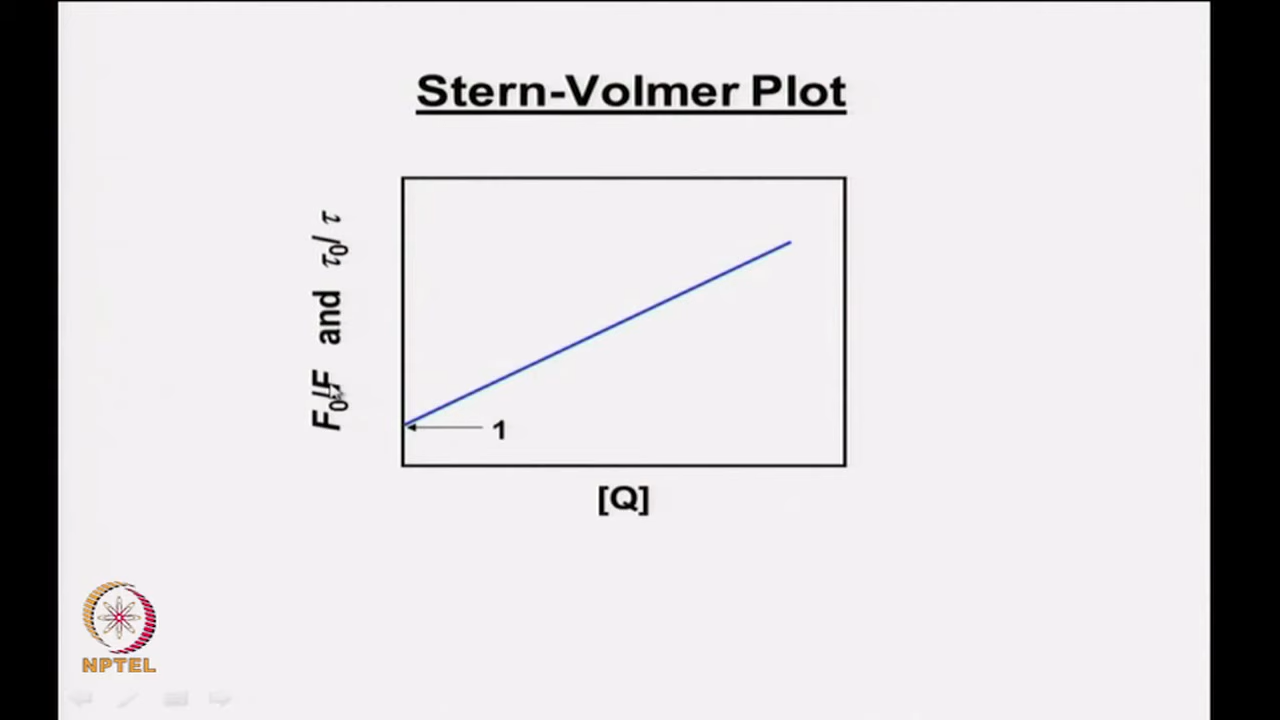 Stern-Volmer Plot
F₀/F and τ₀/τ
1
[Q]
NPTEL